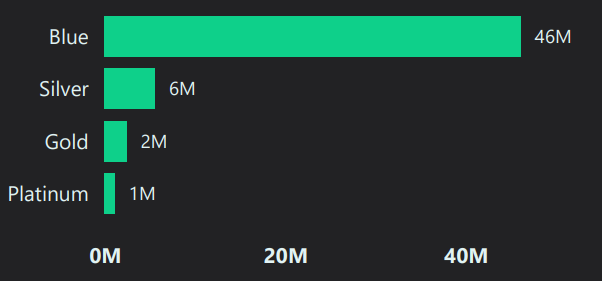 Blue 46M
Silver 6M
Gold 2M
Platinum 1M
0M 20M 40M